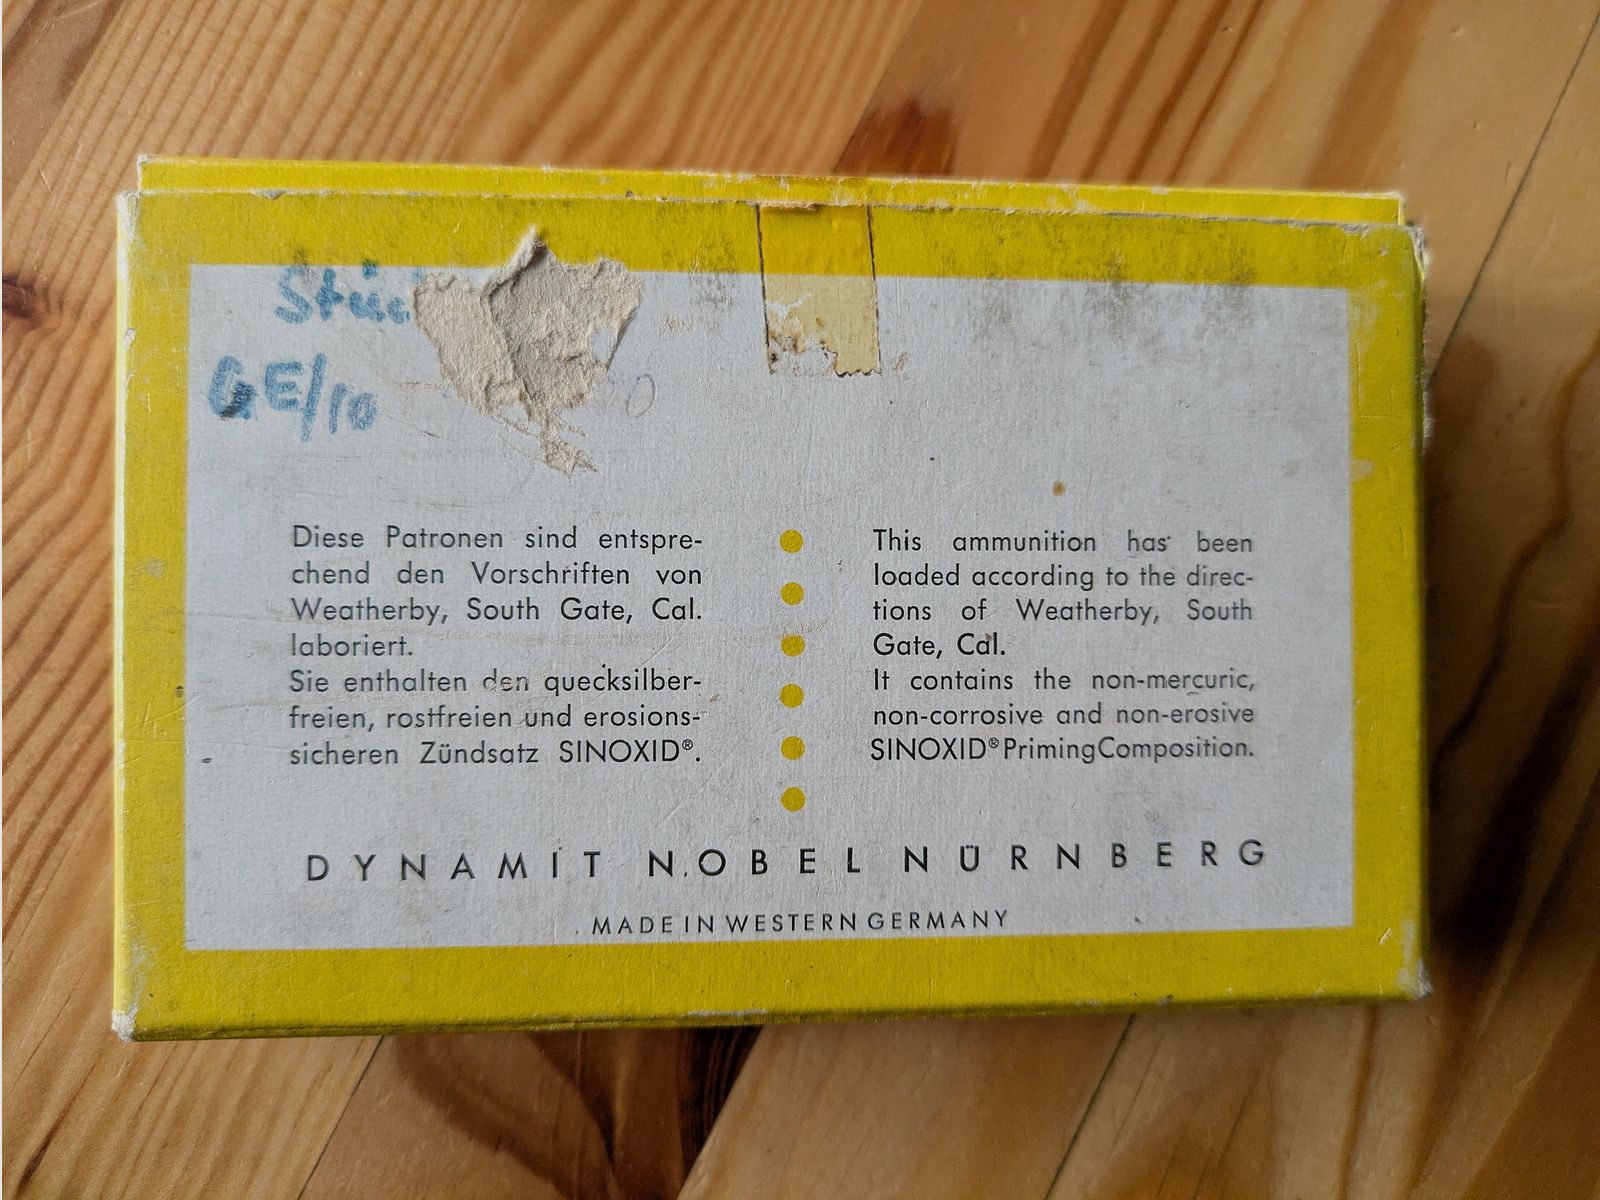 GE/10
Diese Patronen sind entspre-
chend den Vorschriften von
Weatherby, South Gate, Cal.
laboriert.
Sie enthalten den quecksilber-
freien, rostfreien und erosions-
sicheren Zündsatz SINOXID®.
This ammunition has been
loaded according to the direc-
tions of Weatherby, South
Gate, Cal.
It contains the non-mercuric,
non-corrosive and non-erosive
SINOXID® Priming Composition.
DYNAMIT NOBEL NÜRNBERG
MADE IN WESTERN GERMANY